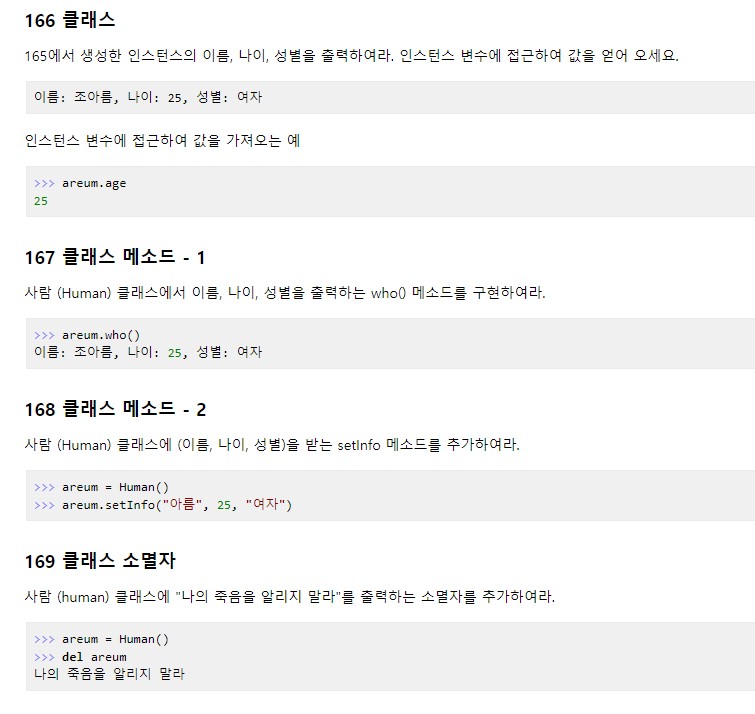 166 클래스
165에서 생성한 인스턴스의 이름, 나이, 성별을 출력하여라. 인스턴스 변수에 접근하여 값을 얻어 오세요.
이름: 조아름, 나이: 25, 성별: 여자
인스턴스 변수에 접근하여 값을 가져오는 예
>>> areum.age
25
167 클래스 메소드 - 1
사람 (Human) 클래스에서 이름, 나이, 성별을 출력하는 who() 메소드를 구현하여라.
>>> areum.who()
이름: 조아름, 나이: 25, 성별: 여자
168 클래스 메소드 - 2
사람 (Human) 클래스에 (이름, 나이, 성별)을 받는 setInfo 메소드를 추가하여라.
>>> areum = Human()
>>> areum.setInfo("아름", 25, "여자")
169 클래스 소멸자
사람 (human) 클래스에 "나의 죽음을 알리지 말라"를 출력하는 소멸자를 추가하여라.
>>> areum = Human()
>>> del areum
나의 죽음을 알리지 말라